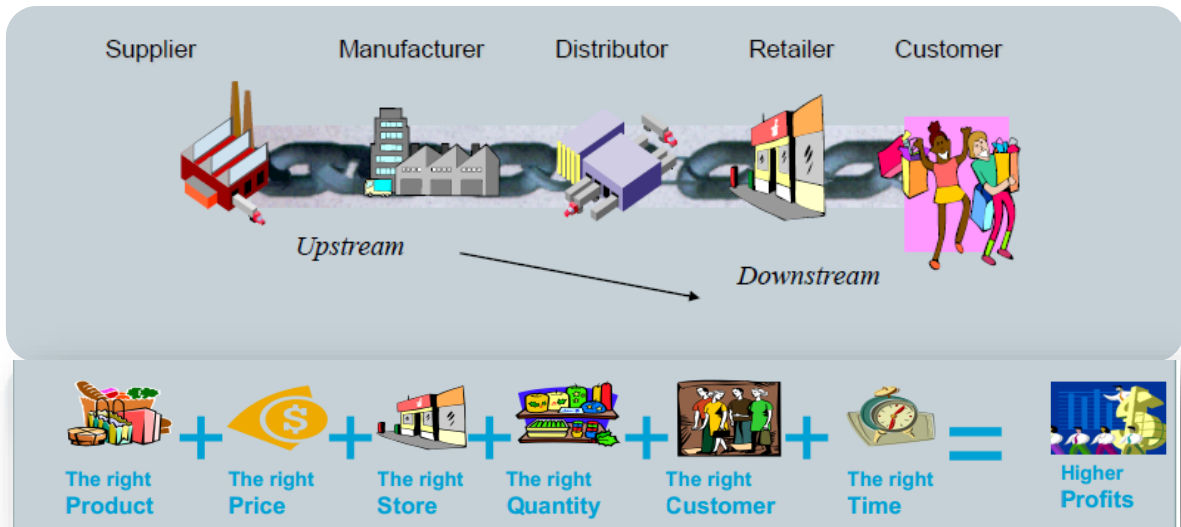 Supplier Manufacturer Distributor Retailer Customer
Upstream
Downstream
The right The right The right The right The right The right Higher
Product Price Store Quantity Customer Time Profits